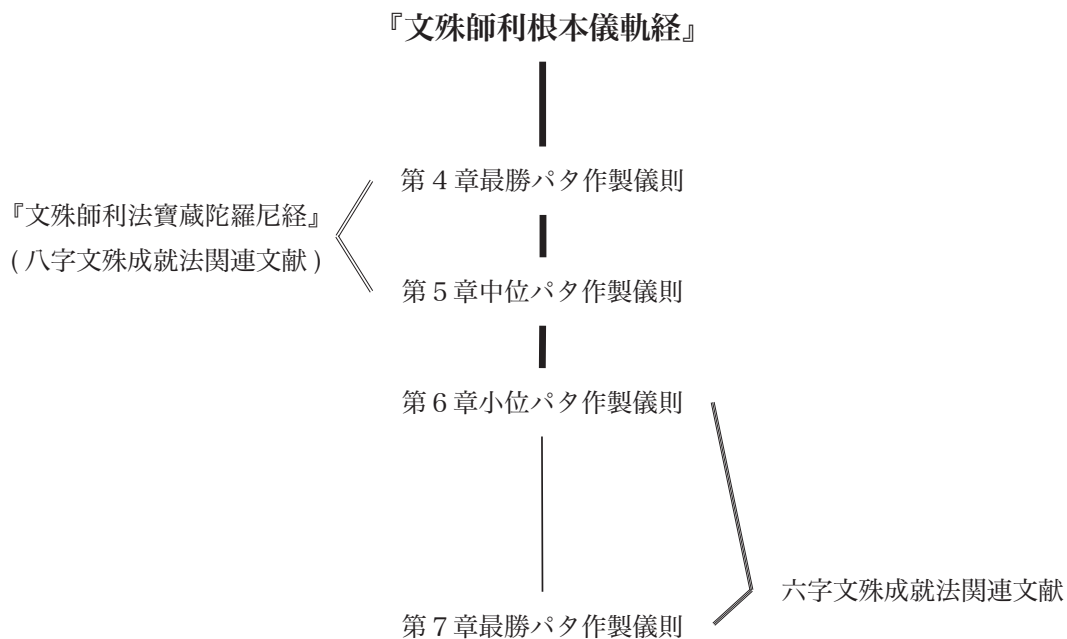 『文殊師利根本儀軌経』
第 4 章最勝パタ作製儀則
『文殊師利法寶蔵陀羅尼経』
( 八字文殊成就法関連文献 )
第 5 章中位パタ作製儀則
第 6 章小位パタ作製儀則
六字文殊成就法関連文献
第 7 章最勝パタ作製儀則